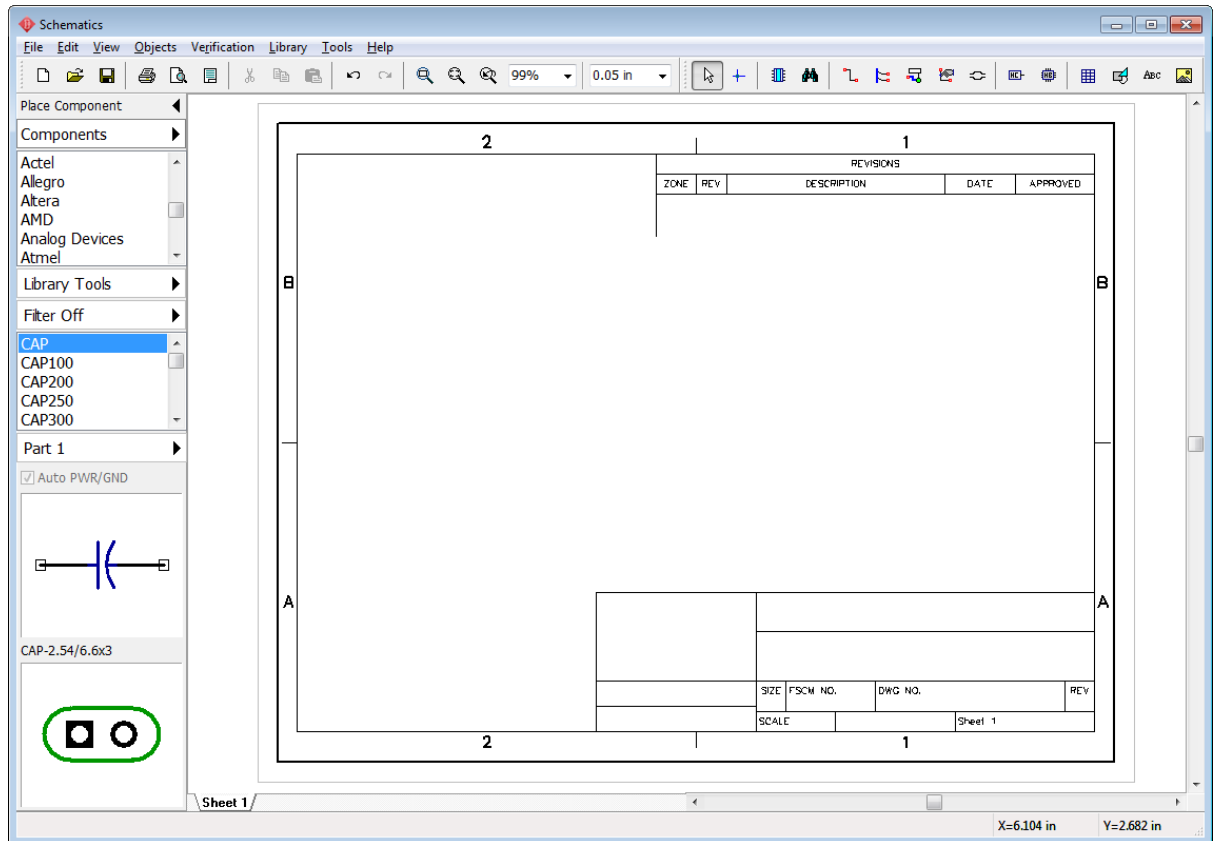 Schematics
File Edit View Objects Verification Library Tools Help
99% 0.05 in ABC
Place Component
Components
Actel
Allegro
Altera
AMD
Analog Devices
Atmel
Library Tools
Filter Off
CAP
CAP100
CAP200
CAP250
CAP300
Part 1
Auto PWR/GND
CAP-2.54/6.6x3
2 1
REVISIONS
ZONE REV DESCRIPTION DATE APPROVED
B B
A A
SIZE FSCM NO. DWG NO. REV
SCALE Sheet 1
2 1
Sheet 1
X=6.104 in Y=2.682 in